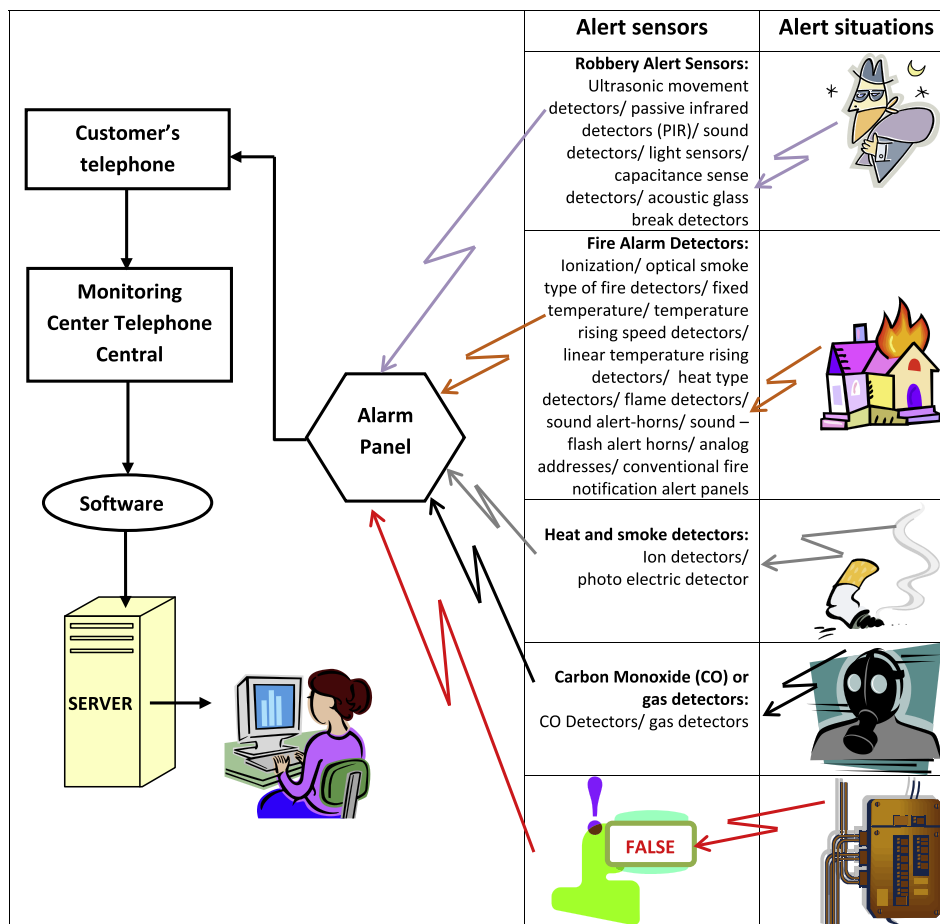 Alert sensors
Alert situations
Robbery Alert Sensors:
Ultrasonic movement
detectors/ passive infrared
detectors (PIR)/ sound
detectors/ light sensors/
capacitance sense
detectors/ acoustic glass
break detectors
Fire Alarm Detectors:
Ionization/ optical smoke
type of fire detectors/ fixed
temperature/ temperature
rising speed detectors/
linear temperature rising
detectors/ heat type
detectors/ flame detectors/
sound alert-horns/ sound –
flash alert horns/ analog
addresses/ conventional fire
notification alert panels
Heat and smoke detectors:
Ion detectors/
photo electric detector
Carbon Monoxide (CO) or
gas detectors:
CO Detectors/ gas detectors
FALSE
Alarm
Panel
Customer's
telephone
Monitoring
Center Telephone
Central
Software
SERVER